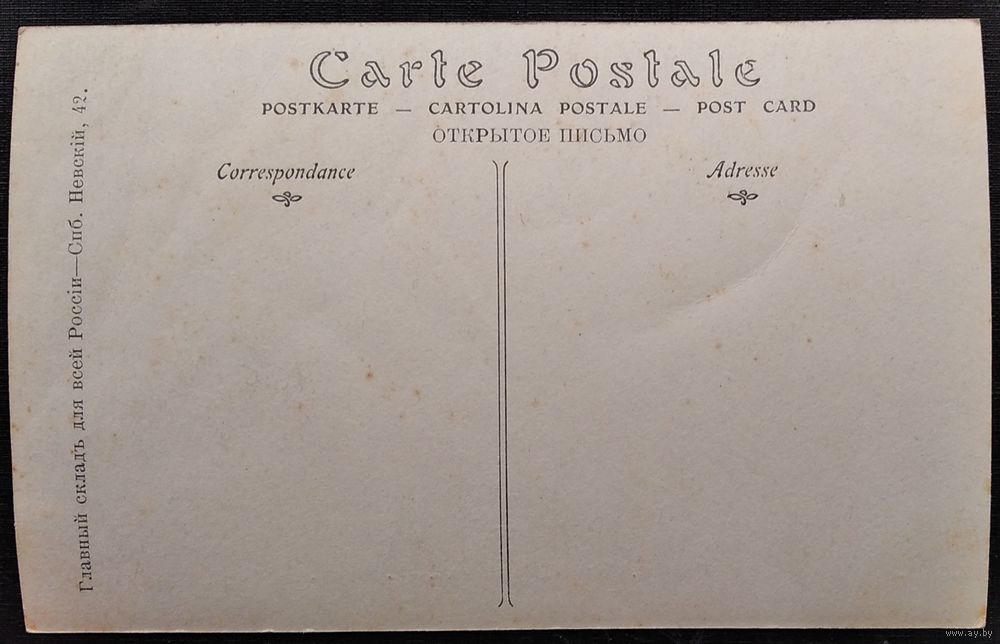 Carte Postale
POSTKARTE — CARTOLINA POSTALE — POST CARD
ОТКРЫТОЕ ПИСЬМО
Correspondance
Adresse
Главный складъ для всей Россіи—Спб. Невскій, 42.
www.ay.by